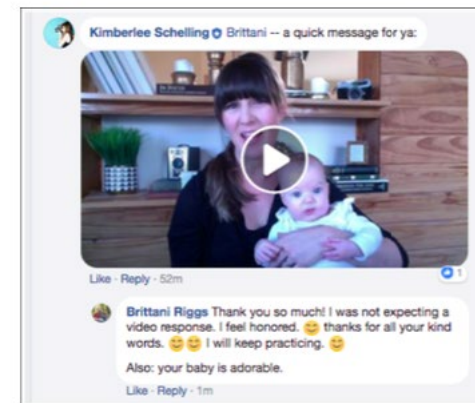 Kimberlee Schelling Brittani -- a quick message for ya:
Like · Reply · 52m
1
Brittani Riggs Thank you so much! I was not expecting a
video response. I feel honored. 😊 thanks for all your kind
words. 😊😊 I will keep practicing. 😊
Also: your baby is adorable.
Like · Reply · 1m